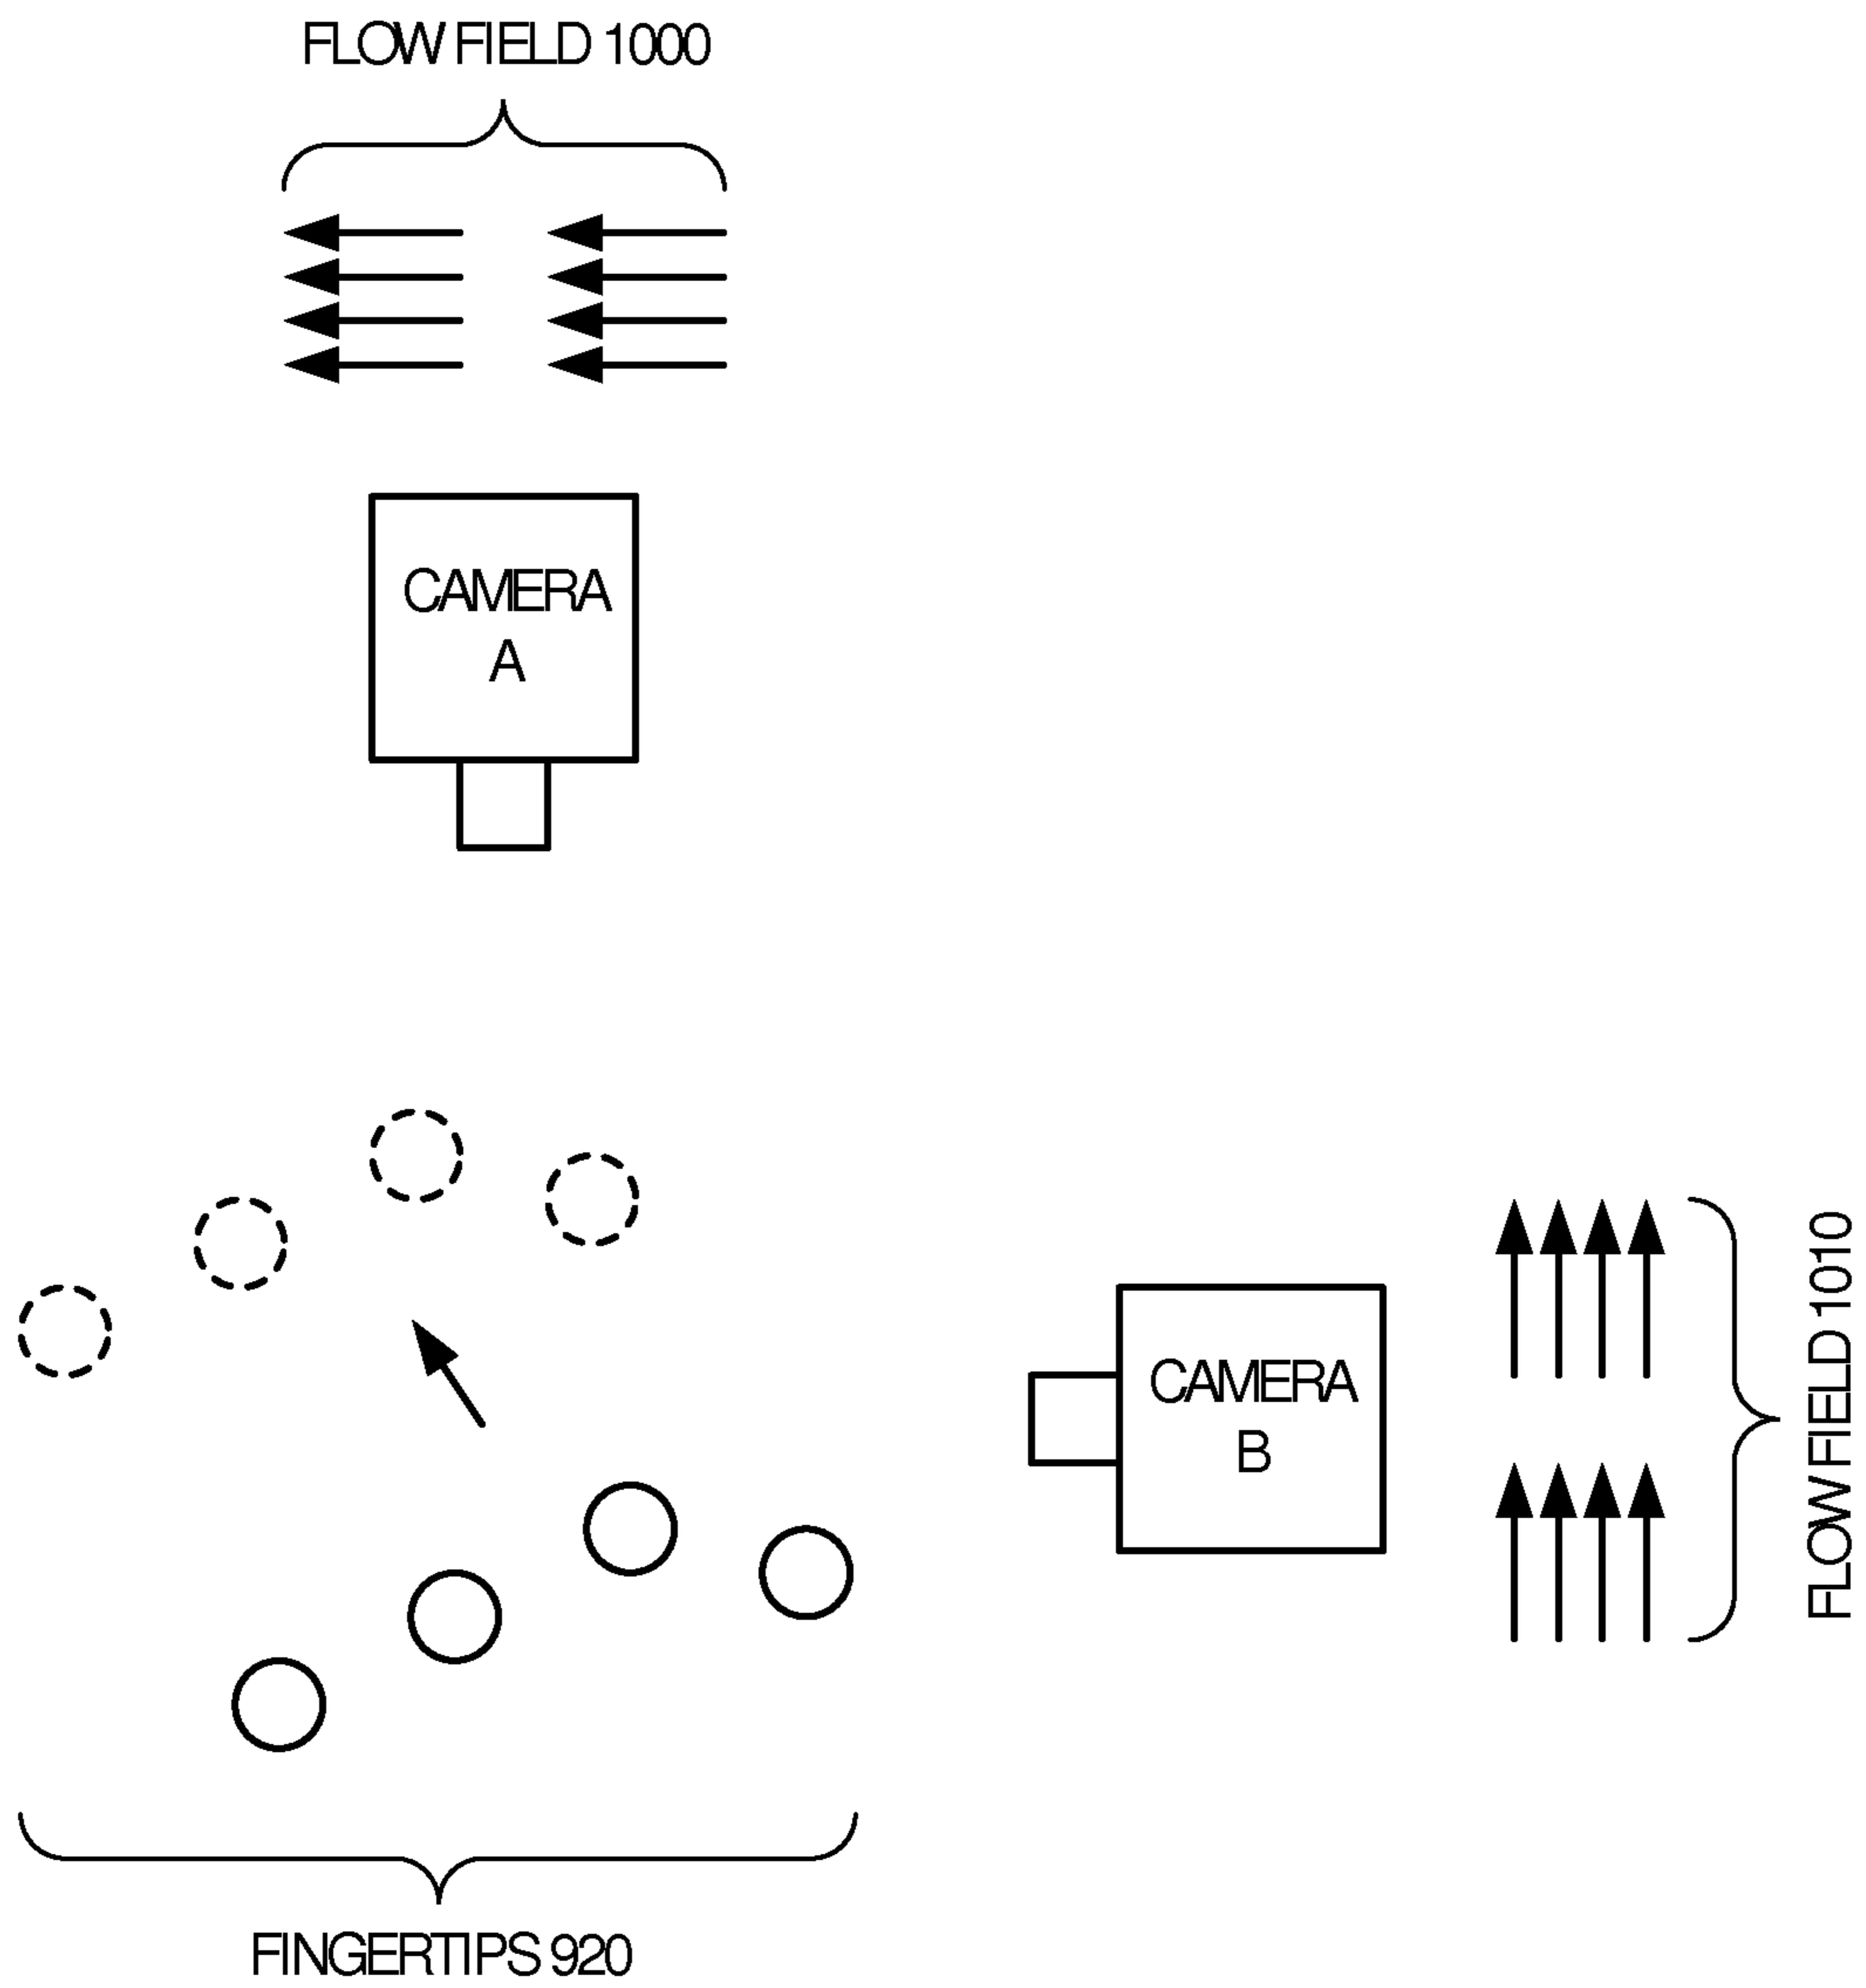 FLOW FIELD 1000
CAMERA
A
CAMERA
B
FLOW FIELD 1010
FINGERTIPS 920